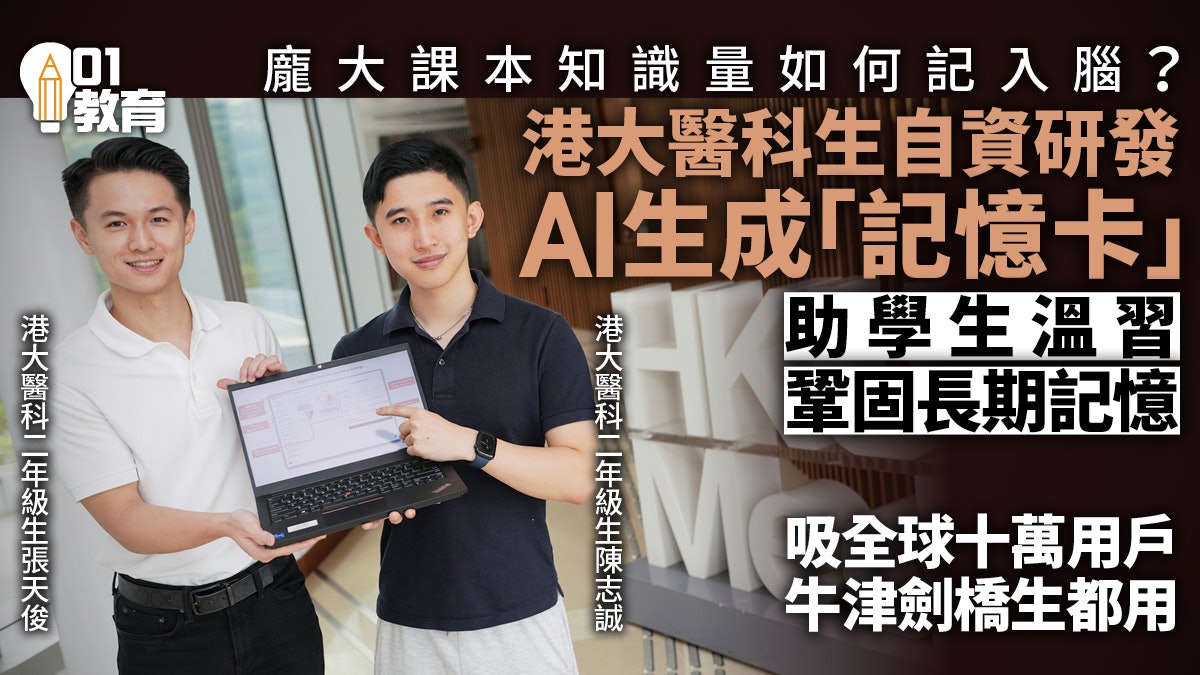 01
教育
龐大課本知識量如何記入腦？
港大醫科生自資研發
AI生成「記憶卡」
助學生溫習
鞏固長期記憶
吸全球十萬用戶
牛津劍橋生都用
港大醫科二年級生張天俊
港大醫科二年級生陳志誠
HK
Me